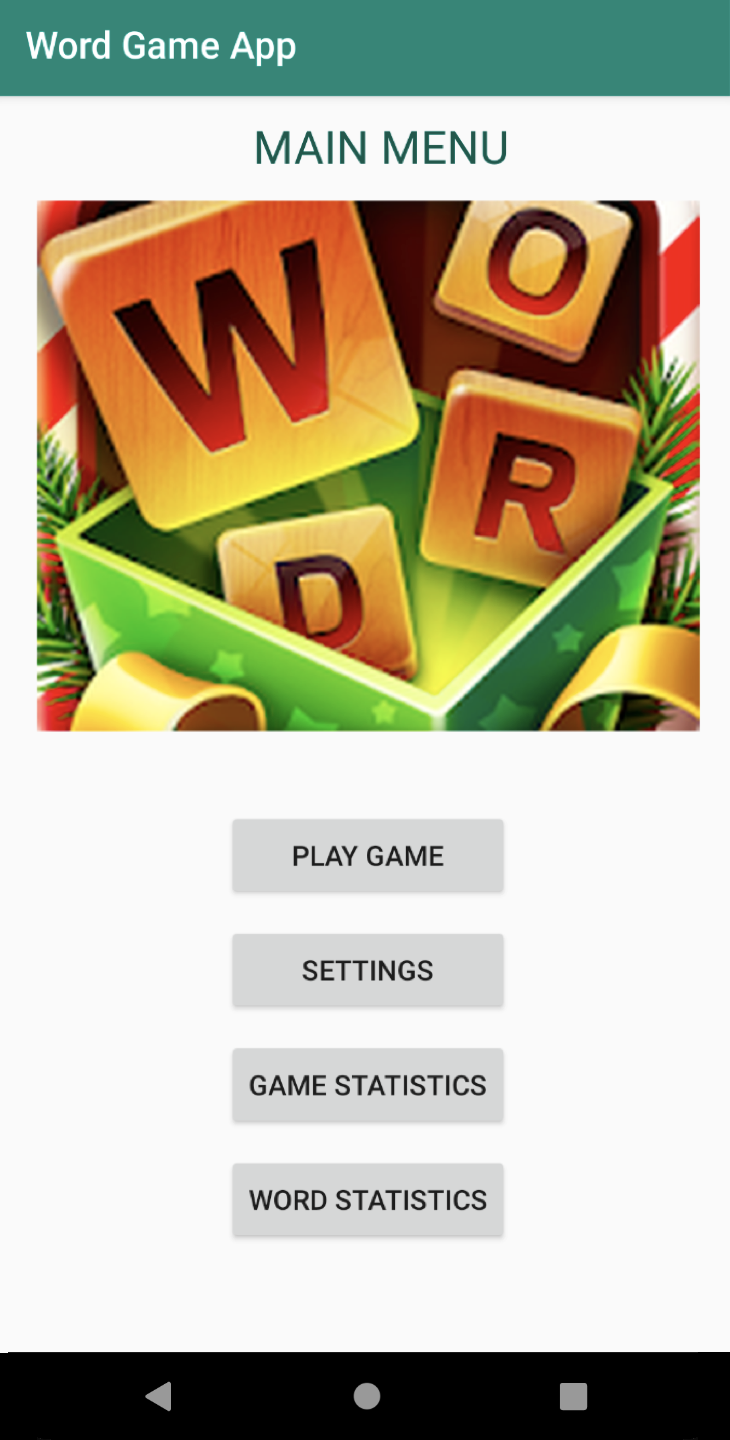 Word Game App
MAIN MENU
W
O
R
D
PLAY GAME
SETTINGS
GAME STATISTICS
WORD STATISTICS